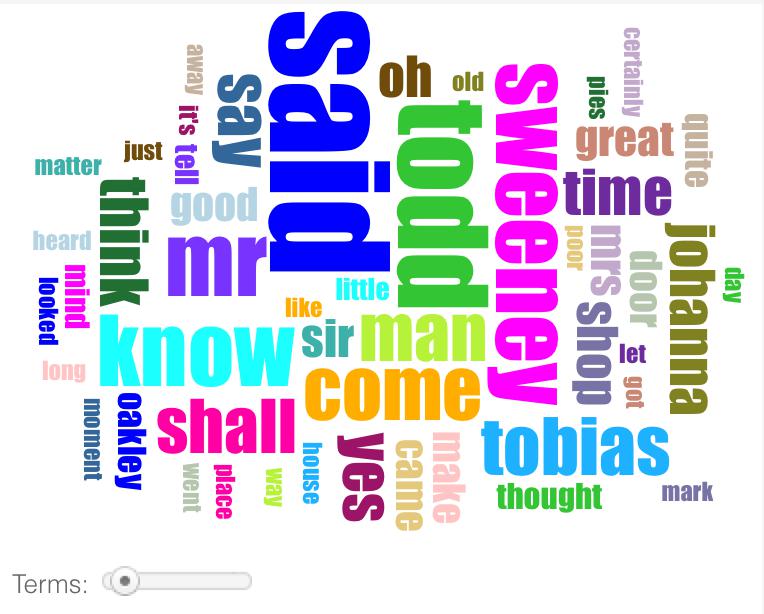 said
todd
sweeney
know
come
man
mr
shall
tobias
johanna
think
say
oh
old
time
great
pies
certainly
quite
away
it's
tell
just
matter
good
heard
mind
looked
long
little
like
sir
poor
mrs
door
day
shop
let
got
moment
oakley
went
place
way
house
yes
came
make
thought
mark
Terms: